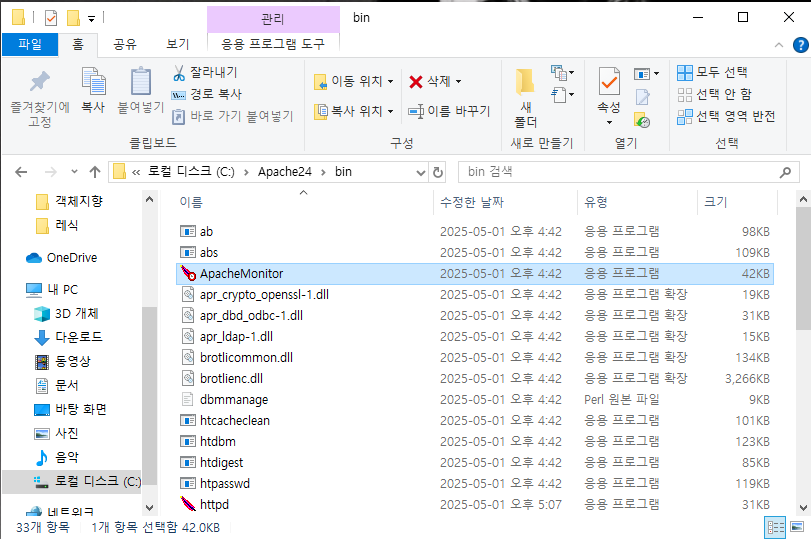 관리
bin
파일
홈
공유
보기
응용 프로그램 도구
즐겨찾기에
고정
복사
붙여넣기
잘라내기
경로 복사
바로 가기 붙여넣기
클립보드
이동 위치
복사 위치
삭제
이름 바꾸기
구성
새
폴더
새로 만들기
속성
열기
모두 선택
선택 안 함
선택 영역 반전
선택
« 로컬 디스크 (C:) > Apache24 > bin
bin 검색
객체지향
레식
OneDrive
내 PC
3D 개체
다운로드
동영상
문서
바탕 화면
사진
음악
로컬 디스크 (C:)
네트워크
이름 수정한 날짜 유형 크기
ab 2025-05-01 오후 4:42 응용 프로그램 98KB
abs 2025-05-01 오후 4:42 응용 프로그램 109KB
ApacheMonitor 2025-05-01 오후 4:42 응용 프로그램 42KB
apr_crypto_openssl-1.dll 2025-05-01 오후 4:42 응용 프로그램 확장 19KB
apr_dbd_odbc-1.dll 2025-05-01 오후 4:42 응용 프로그램 확장 31KB
apr_ldap-1.dll 2025-05-01 오후 4:42 응용 프로그램 확장 15KB
brotlicommon.dll 2025-05-01 오후 4:42 응용 프로그램 확장 134KB
brotlienc.dll 2025-05-01 오후 4:42 응용 프로그램 확장 3,266KB
dbmmanage 2025-05-01 오후 4:42 Perl 원본 파일 9KB
htcacheclean 2025-05-01 오후 4:42 응용 프로그램 101KB
htdbm 2025-05-01 오후 4:42 응용 프로그램 123KB
htdigest 2025-05-01 오후 4:42 응용 프로그램 85KB
htpasswd 2025-05-01 오후 4:42 응용 프로그램 119KB
httpd 2025-05-01 오후 5:07 응용 프로그램 31KB
33개 항목 1개 항목 선택함 42.0KB